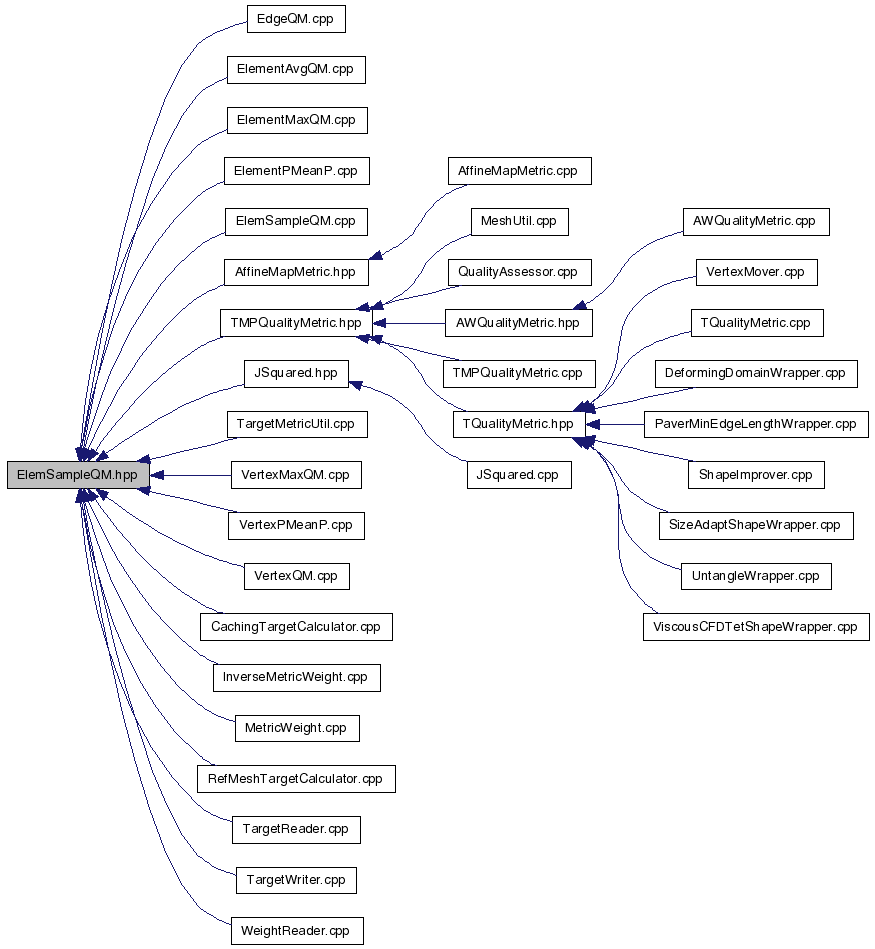 EdgeQM.cpp
ElementAvgQM.cpp
ElementMaxQM.cpp
ElementPMeanP.cpp
AffineMapMetric.cpp
ElemSampleQM.cpp
MeshUtil.cpp
AWQualityMetric.cpp
AffineMapMetric.hpp
QualityAssessor.cpp
VertexMover.cpp
TMPQualityMetric.hpp
AWQualityMetric.hpp
TQualityMetric.cpp
JSquared.hpp
TMPQualityMetric.cpp
DeformingDomainWrapper.cpp
TargetMetricUtil.cpp
TQualityMetric.hpp
PaverMinEdgeLengthWrapper.cpp
ElemSampleQM.hpp
VertexMaxQM.cpp
JSquared.cpp
ShapeImprover.cpp
VertexPMeanP.cpp
SizeAdaptShapeWrapper.cpp
VertexQM.cpp
UntangleWrapper.cpp
CachingTargetCalculator.cpp
ViscousCFDTetShapeWrapper.cpp
InverseMetricWeight.cpp
MetricWeight.cpp
RefMeshTargetCalculator.cpp
TargetReader.cpp
TargetWriter.cpp
WeightReader.cpp